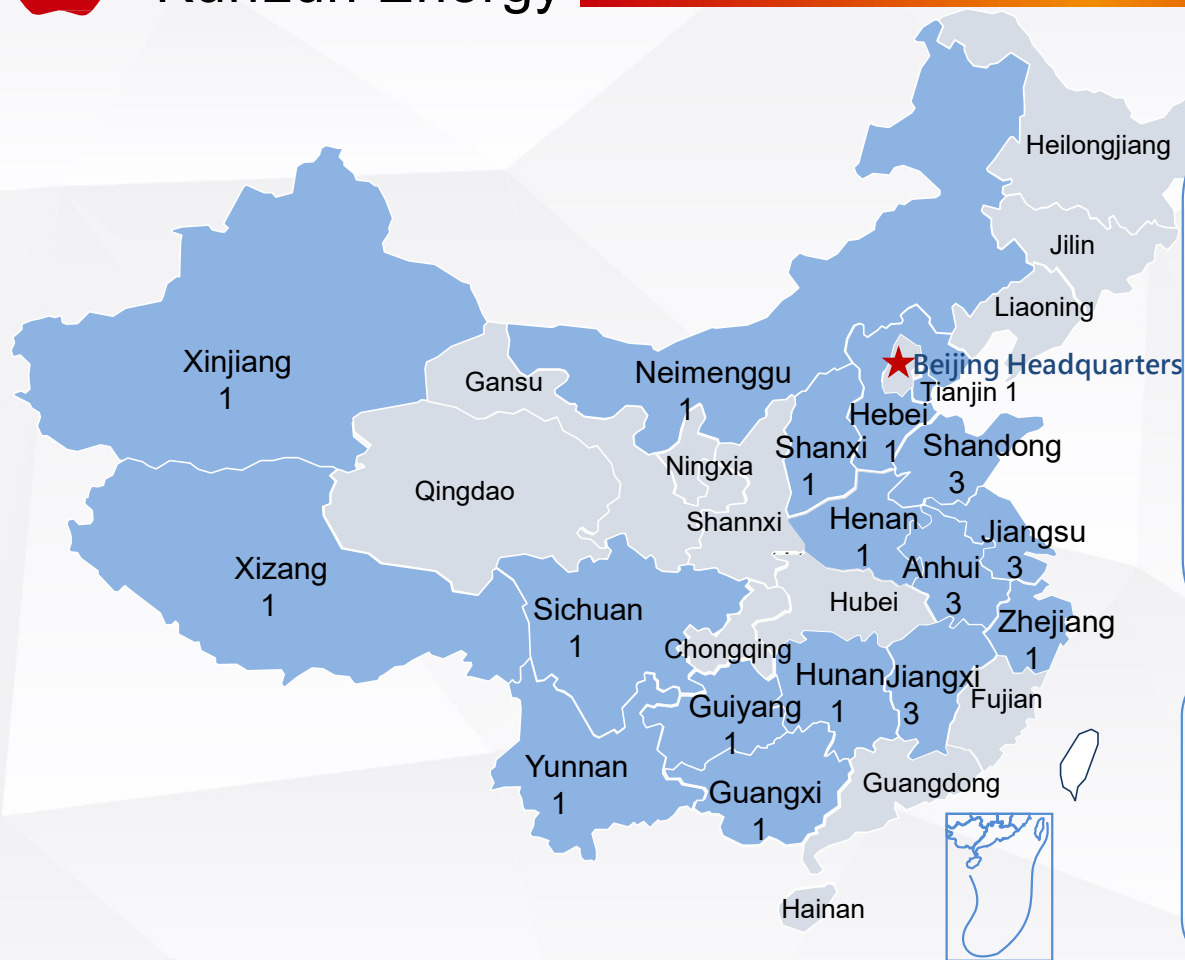 Heilongjiang
Jilin
Liaoning
Xinjiang
1
Gansu
Neimenggu
1
Beijing Headquarters
Tianjin 1
Hebei
1
Shanxi
1
Shandong
3
Ningxia
Qingdao
Shannxi
Henan
1
Jiangsu
3
Anhui
3
Xizang
1
Sichuan
1
Hubei
Zhejiang
1
Chongqing
Hunan
1
Jiangxi
3
Fujian
Guiyang
1
Yunnan
1
Guangxi
1
Guangdong
Hainan